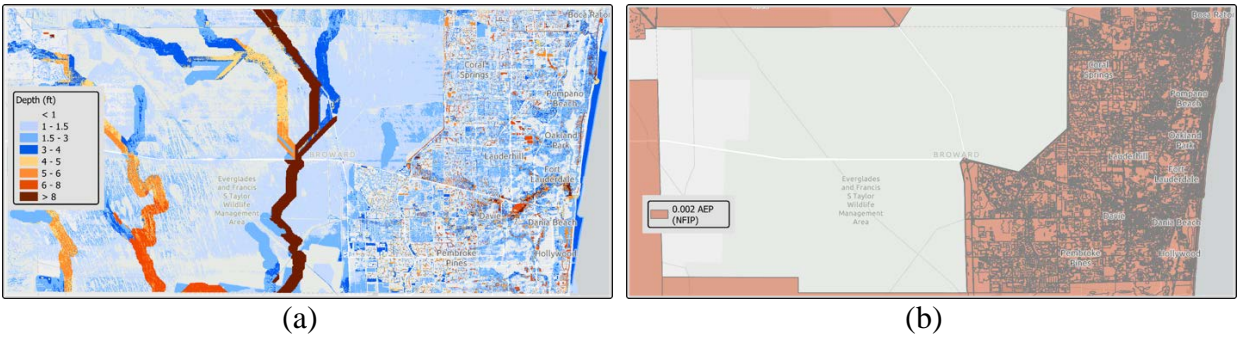 Boca Raton
Coral
Springs
Pompano
Beach
Oakland
Park
Lauderhill
Fort
Lauderdale
Davie
Dania Beach
Pembroke
Pines
Hollywood
BROWARD
Everglades
and Francis
S Taylor
Wildlife
Management
Area
Depth (ft)
< 1
1 - 1.5
1.5 - 3
3 - 4
4 - 5
5 - 6
6 - 8
> 8
(a)
Boca Raton
Coral
Springs
Pompano
Beach
Oakland
Park
Lauderhill
Fort
Lauderdale
Davie
Dania Beach
Pembroke
Pines
Hollywood
BROWARD
Everglades
and Francis
S Taylor
Wildlife
Management
Area
0.002 AEP
(NFIP)
(b)